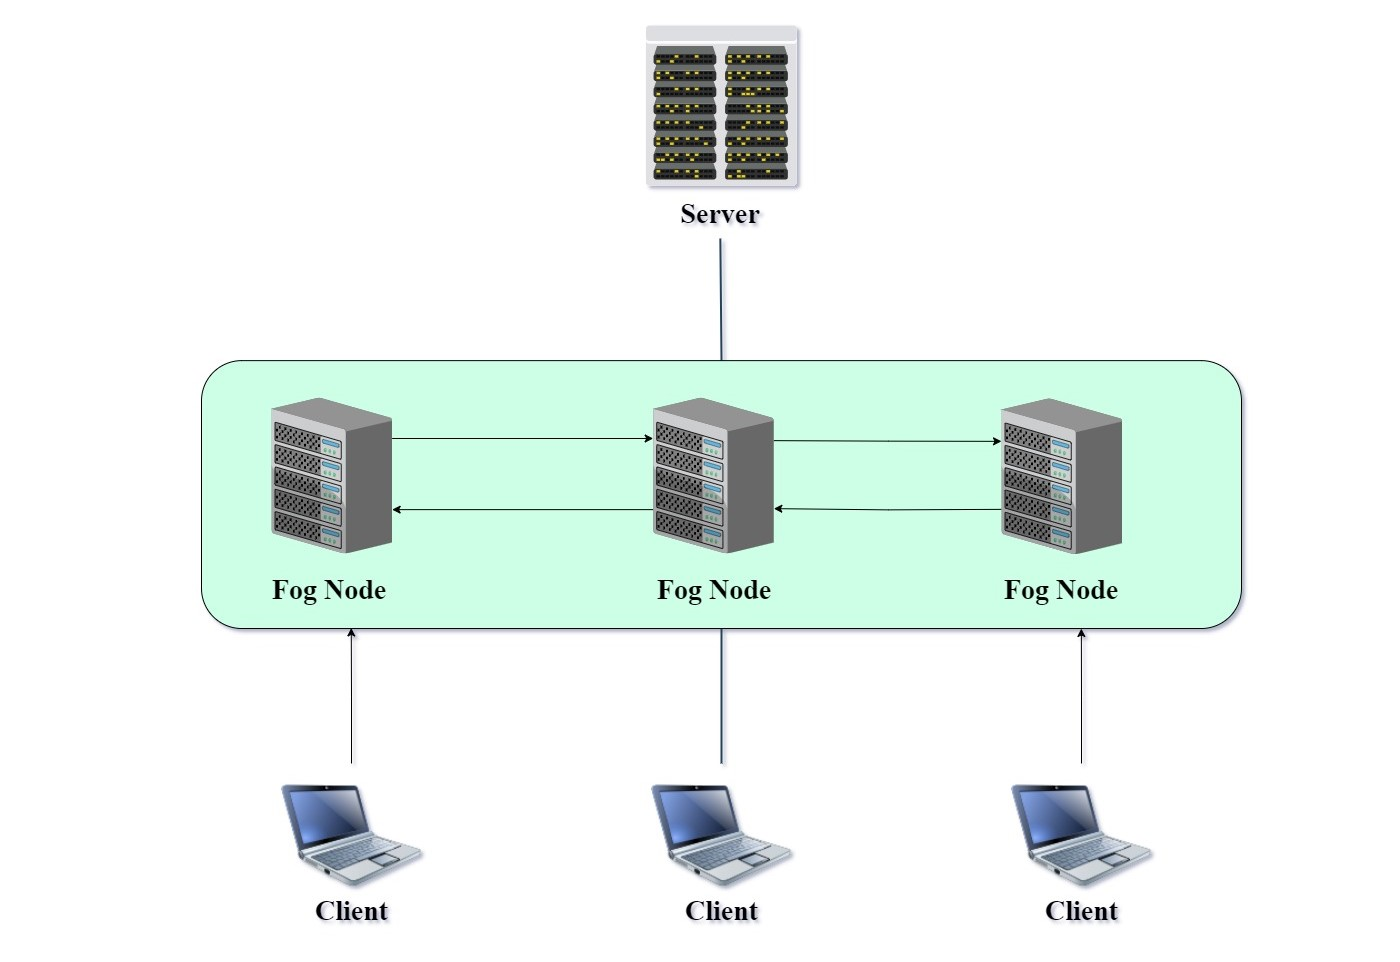 Server
Fog Node
Fog Node
Fog Node
Client
Client
Client